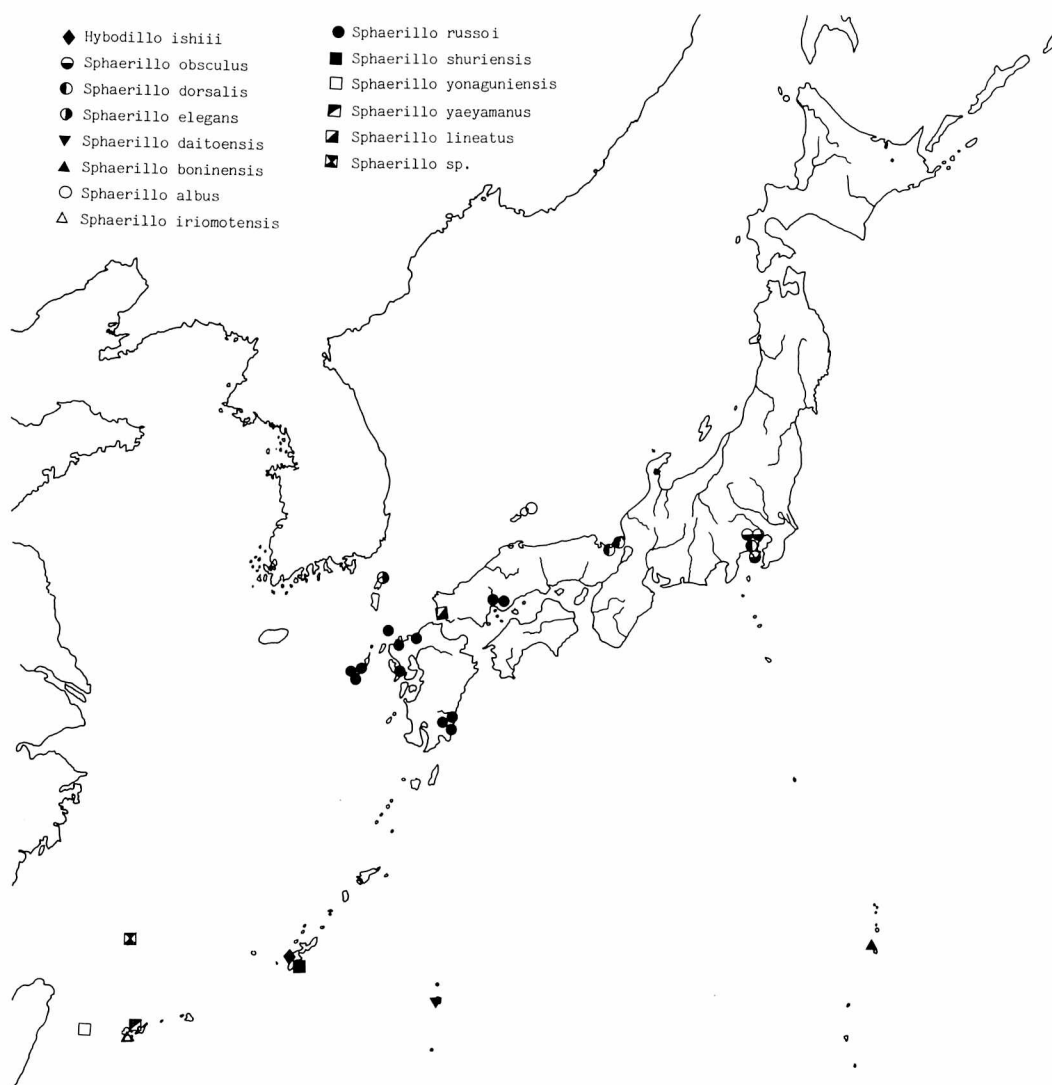 Hybodillo ishiii
Sphaerillo obsculus
Sphaerillo dorsalis
Sphaerillo elegans
Sphaerillo daitoensis
Sphaerillo boninensis
Sphaerillo albus
Sphaerillo iriomotensis
Sphaerillo russoi
Sphaerillo shuriensis
Sphaerillo yonaguniensis
Sphaerillo yaeyamanus
Sphaerillo lineatus
Sphaerillo sp.